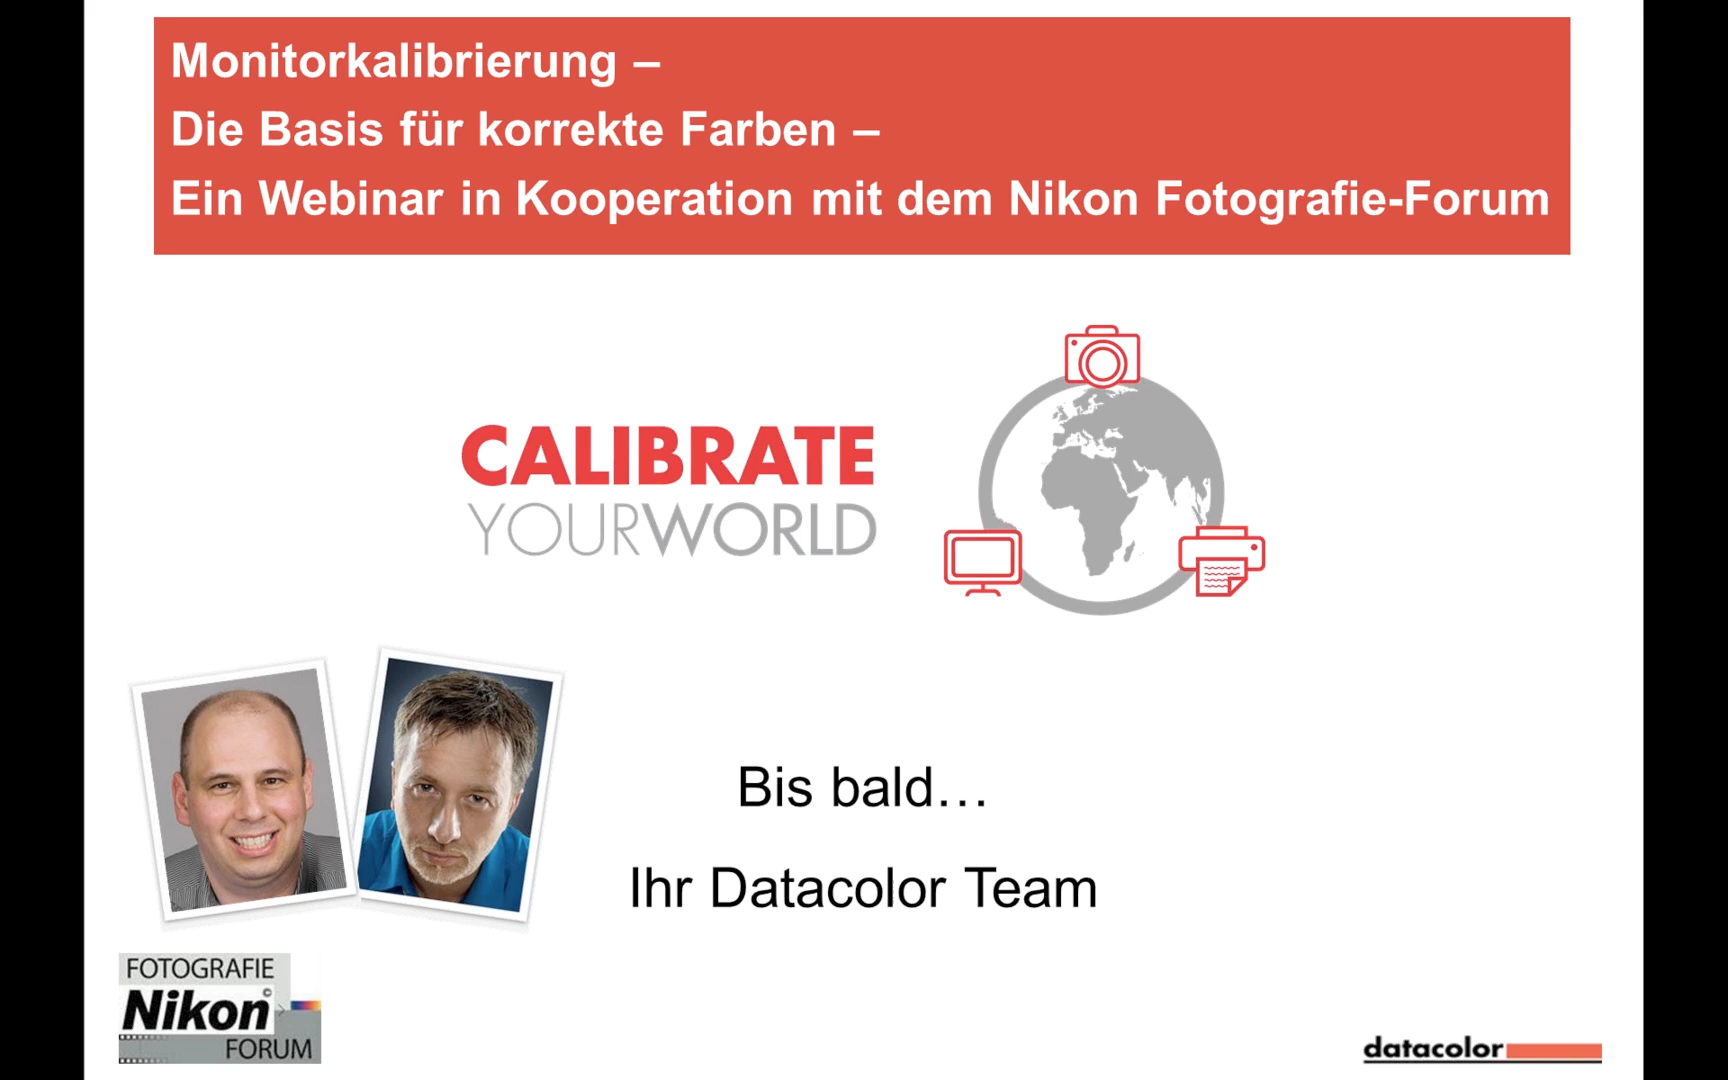 Monitorkalibrierung –
Die Basis für korrekte Farben –
Ein Webinar in Kooperation mit dem Nikon Fotografie-Forum
CALIBRATE
YOURWORLD
Bis bald…
Ihr Datacolor Team
FOTOGRAFIE
Nikon©
FORUM
datacolor